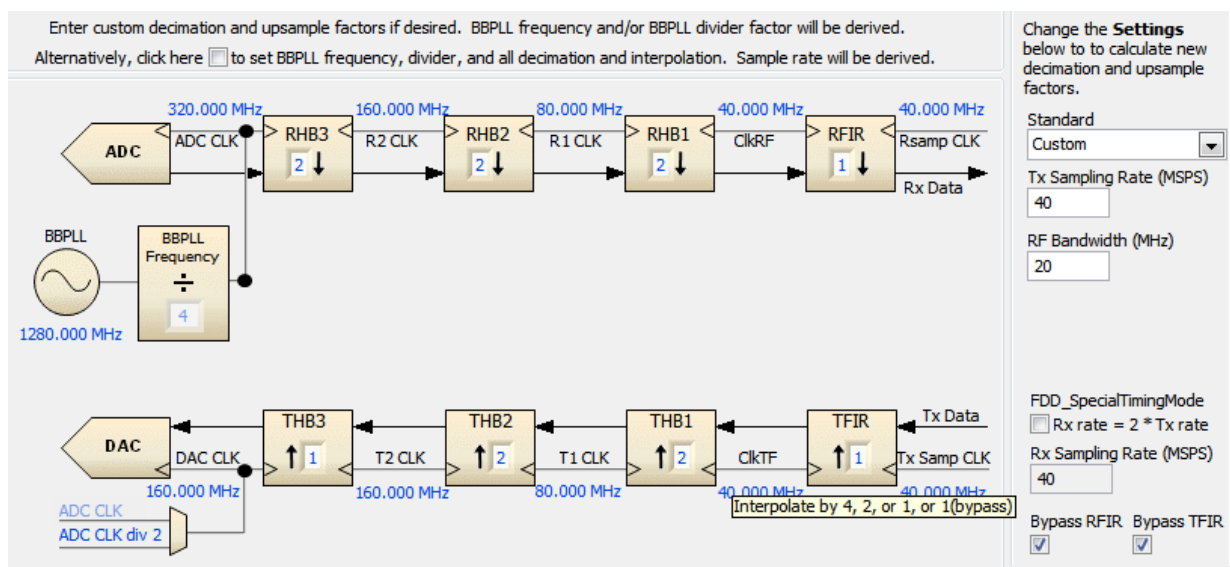 Enter custom decimation and upsample factors if desired.  BBPLL frequency and/or BBPLL divider factor will be derived.
Alternatively, click here to set BBPLL frequency, divider, and all decimation and interpolation.  Sample rate will be derived.
320.000 MHz 160.000 MHz 80.000 MHz 40.000 MHz 40.000 MHz
ADC ADC CLK RHB3 R2 CLK RHB2 R1 CLK RHB1 ClkRF RFIR Rsamp CLK
2 2 2 1
Rx Data
BBPLL
BBPLL
Frequency
÷
4
1280.000 MHz
THB3 THB2 THB1 TFIR Tx Data
DAC DAC CLK 1 T2 CLK 2 T1 CLK 2 ClkTF 1 Tx Samp CLK
160.000 MHz 160.000 MHz 80.000 MHz 40.000 MHz 40.000 MHz
Interpolate by 4, 2, or 1, or 1(bypass)
ADC CLK
ADC CLK div 2
Change the Settings
below to to calculate new
decimation and upsample
factors.
Standard
Custom
Tx Sampling Rate (MSPS)
40
RF Bandwidth (MHz)
20
FDD_SpecialTimingMode
Rx rate = 2 * Tx rate
Rx Sampling Rate (MSPS)
40
Bypass RFIR Bypass TFIR